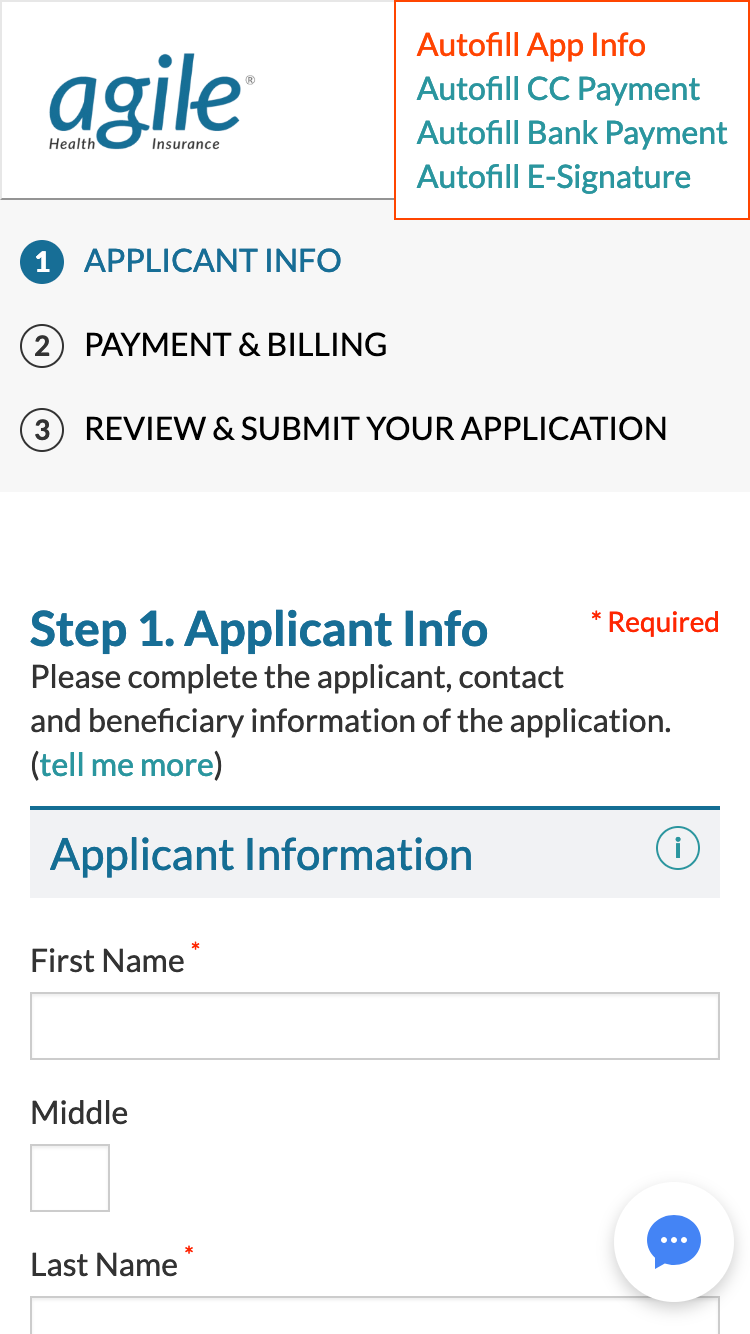 agile®
Health Insurance
Autofill App Info
Autofill CC Payment
Autofill Bank Payment
Autofill E-Signature
1 APPLICANT INFO
2 PAYMENT & BILLING
3 REVIEW & SUBMIT YOUR APPLICATION
Step 1. Applicant Info
* Required
Please complete the applicant, contact
and beneficiary information of the application.
(tell me more)
Applicant Information
i
First Name *
Middle
Last Name *